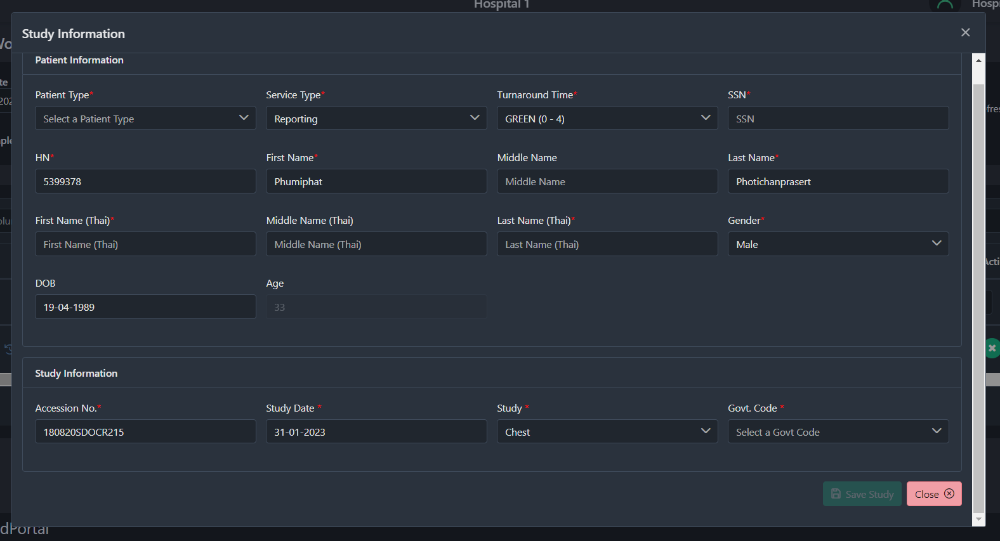 Hospital 1
Hosp
Study Information
Patient Information
Patient Type* Service Type* Turnaround Time* SSN*
Select a Patient Type Reporting GREEN (0 - 4) SSN
HN* First Name* Middle Name Last Name*
5399378 Phumiphat Middle Name Photichanprasert
First Name (Thai)* Middle Name (Thai) Last Name (Thai)* Gender*
First Name (Thai) Middle Name (Thai) Last Name (Thai) Male
DOB Age
19-04-1989 33
Study Information
Accession No.* Study Date * Study * Govt. Code *
180820SDOCR215 31-01-2023 Chest Select a Govt Code
Save Study Close
dPortal